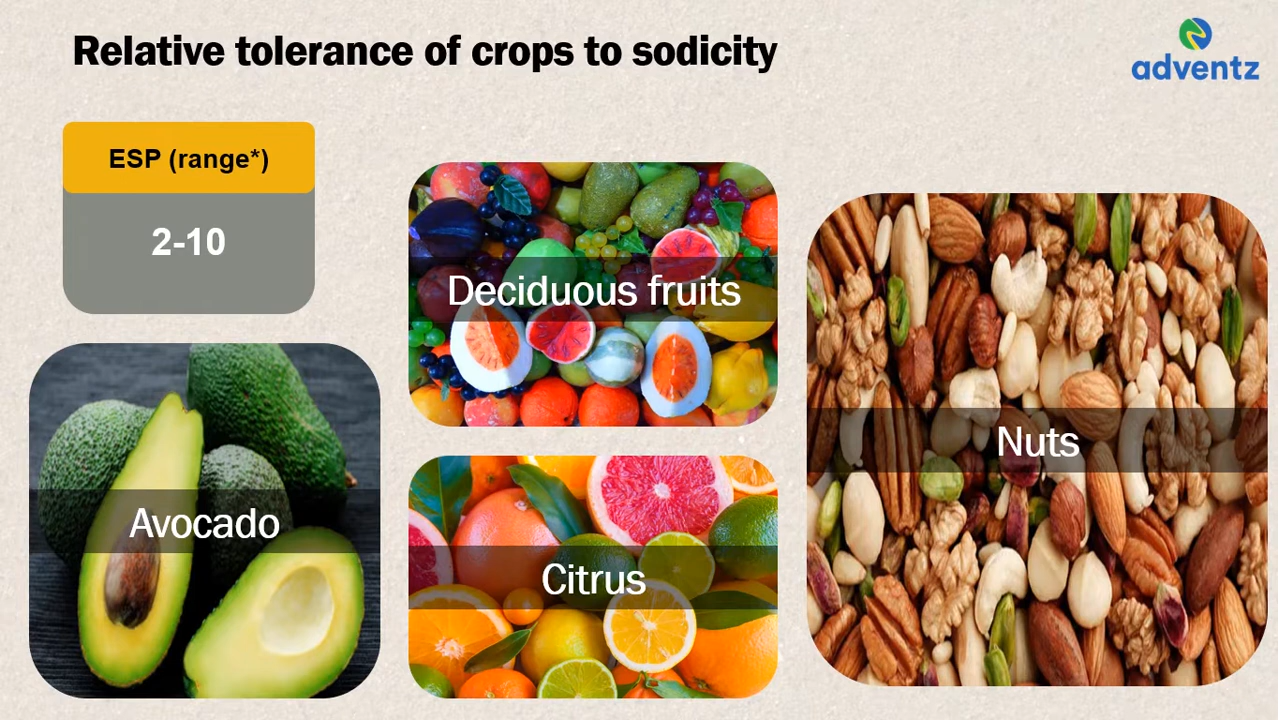 Relative tolerance of crops to sodicity
adventz
ESP (range*)
2-10
Deciduous fruits
Nuts
Avocado
Citrus